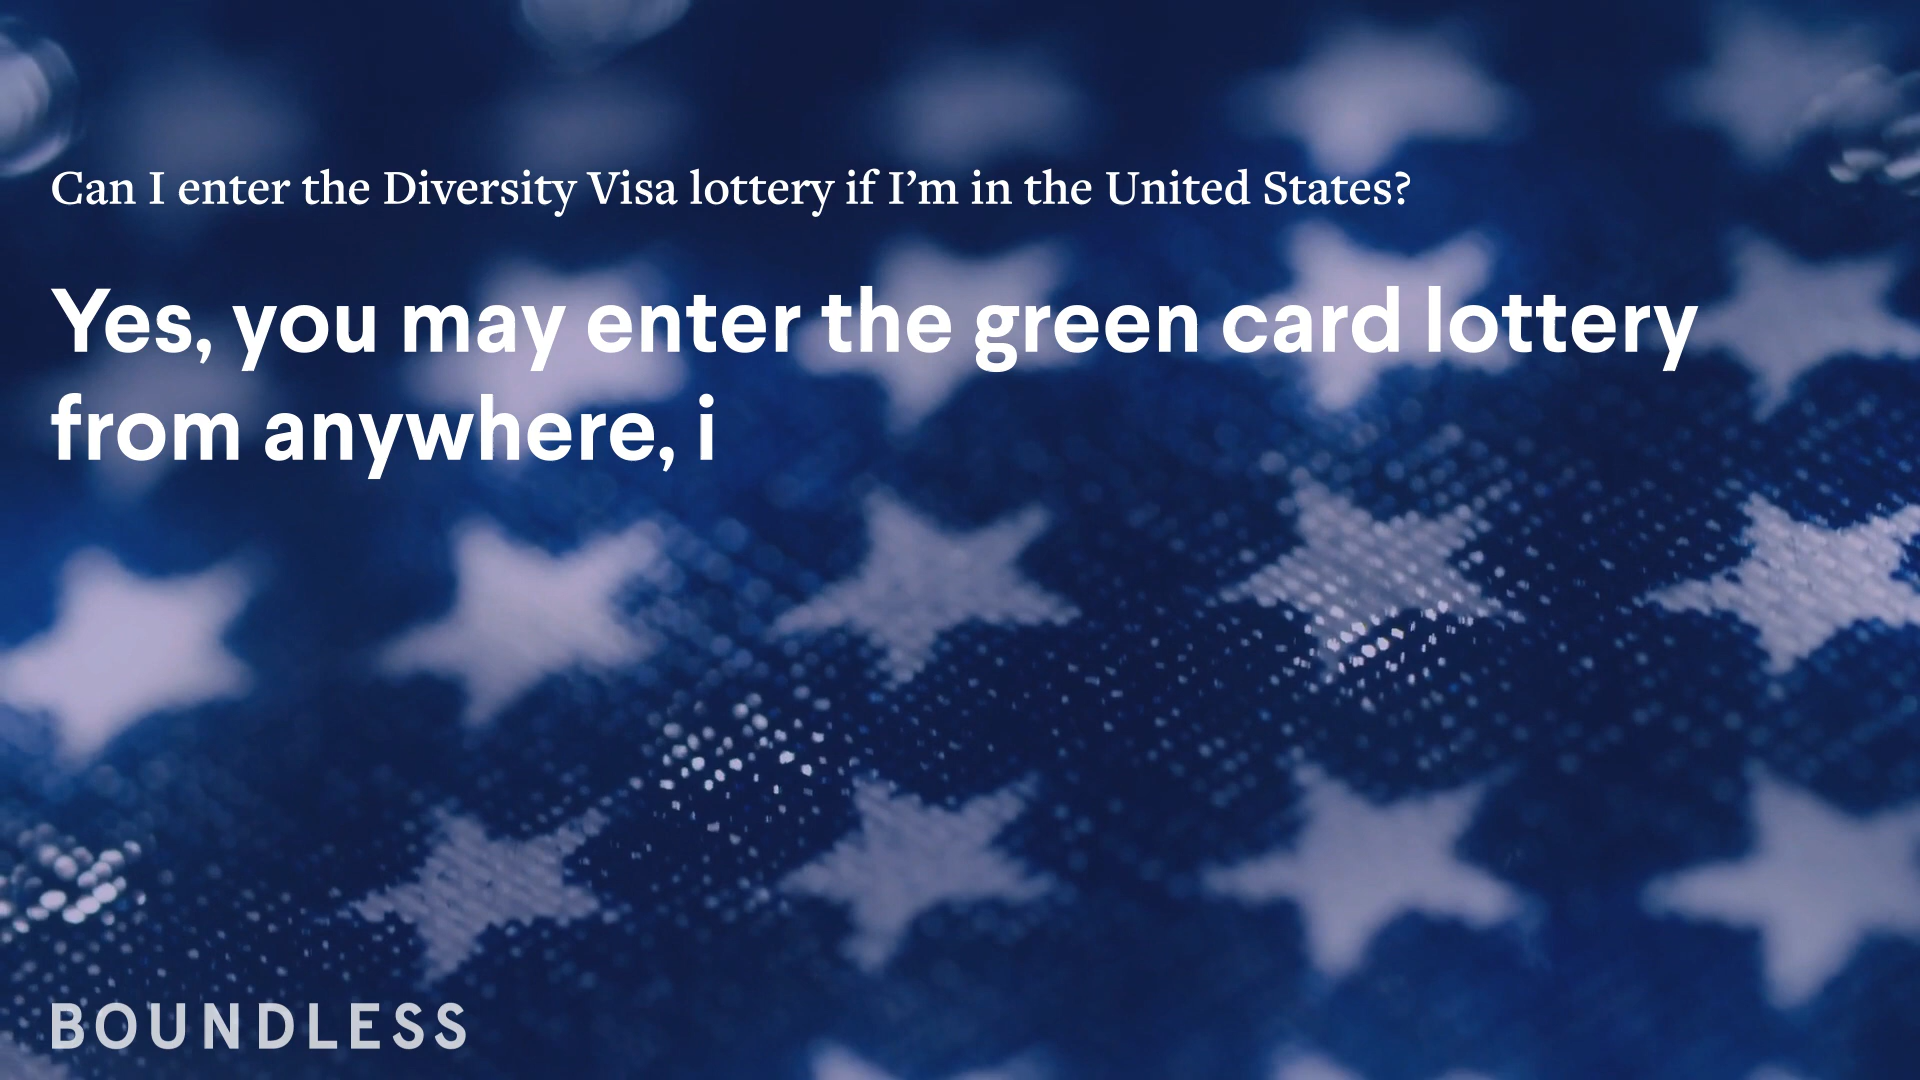 Can I enter the Diversity Visa lottery if I’m in the United States?
Yes, you may enter the green card lottery
from anywhere, i
BOUNDLESS